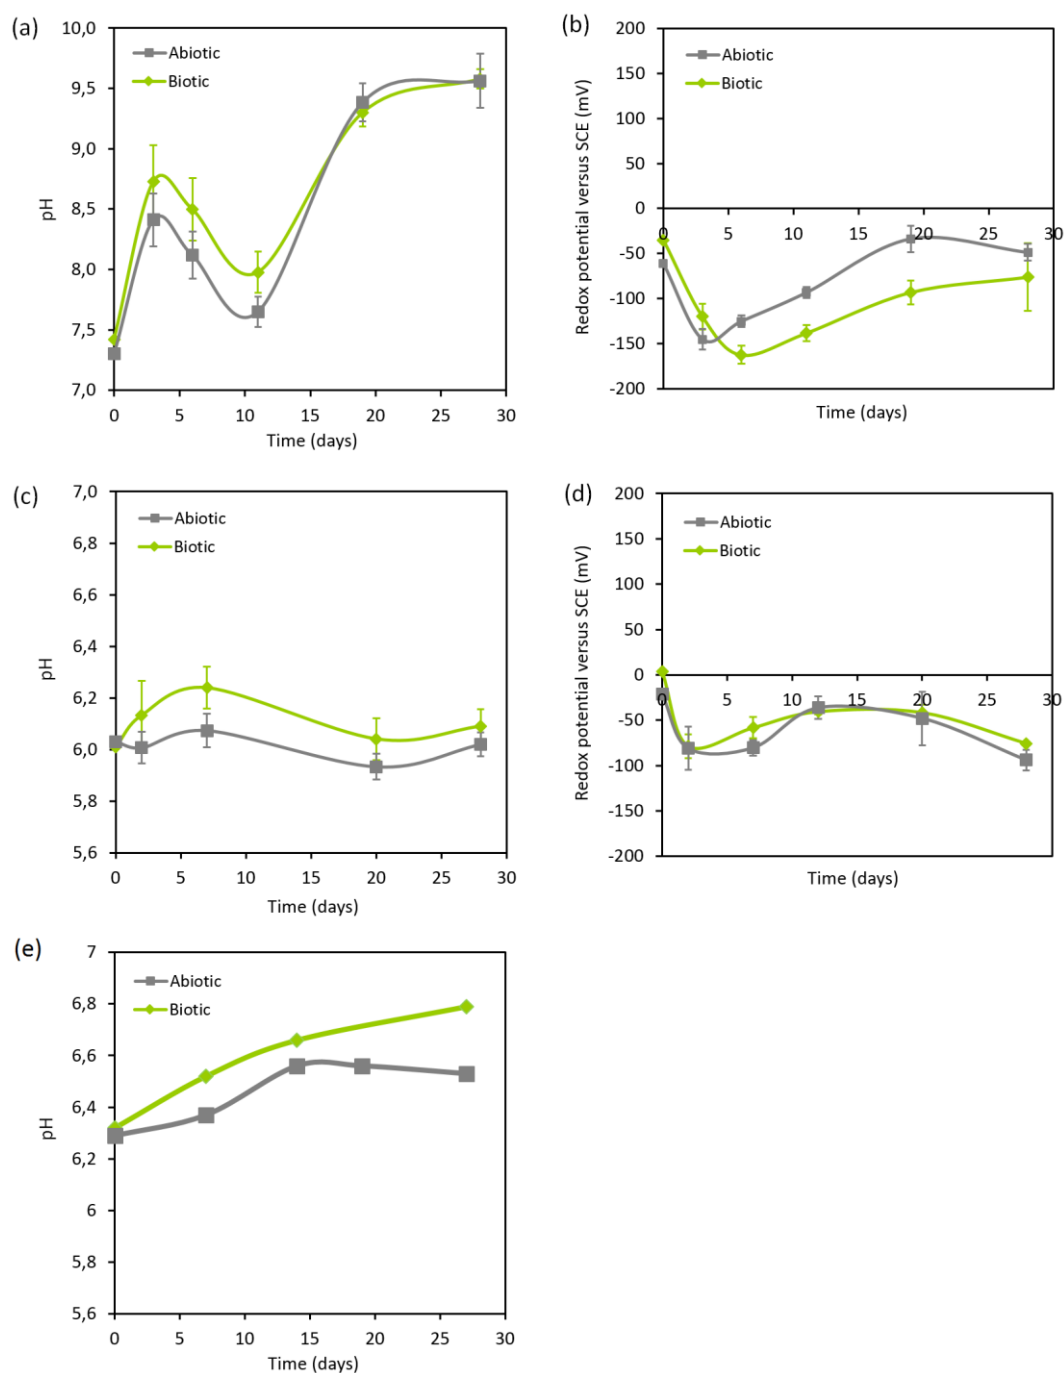 (a)
10,0
9,5
9,0
8,5
8,0
7,5
7,0
pH
Abiotic
Biotic
0 5 10 15 20 25 30
Time (days)
(b)
200
150
100
50
0
-50
-100
-150
-200
Redox potential versus SCE (mV)
Abiotic
Biotic
0 5 10 15 20 25 30
Time (days)
(c)
7,0
6,8
6,6
6,4
6,2
6,0
5,8
5,6
pH
Abiotic
Biotic
0 5 10 15 20 25 30
Time (days)
(d)
200
150
100
50
0
-50
-100
-150
-200
Redox potential versus SCE (mV)
Abiotic
Biotic
0 5 10 15 20 25 30
Time (days)
(e)
7
6,8
6,6
6,4
6,2
6
5,8
5,6
pH
Abiotic
Biotic
0 5 10 15 20 25 30
Time (days)